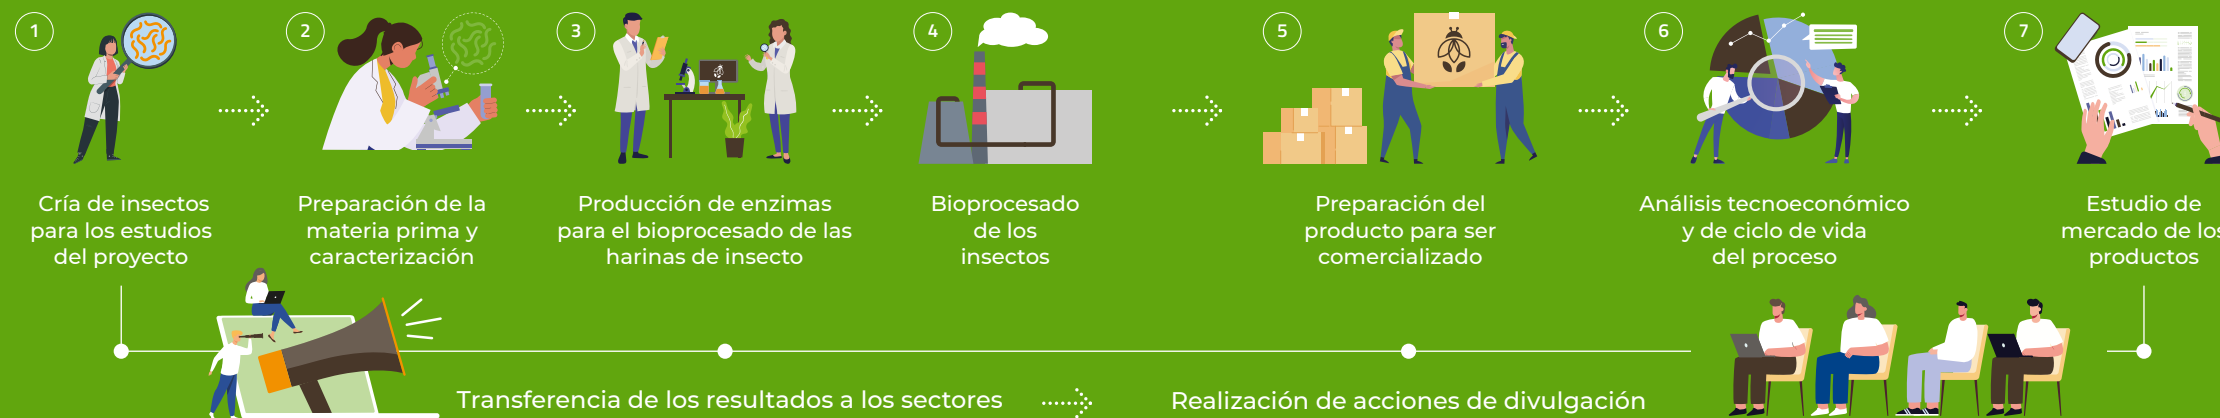 1
Cría de insectos
para los estudios
del proyecto
2
Preparación de la
materia prima y
caracterización
3
Producción de enzimas
para el bioprocesado de las
harinas de insecto
4
Bioprocesado
de los
insectos
5
Preparación del
producto para ser
comercializado
6
Análisis tecnoeconómico
y de ciclo de vida
del proceso
7
Estudio de
mercado de los
productos
Transferencia de los resultados a los sectores
Realización de acciones de divulgación